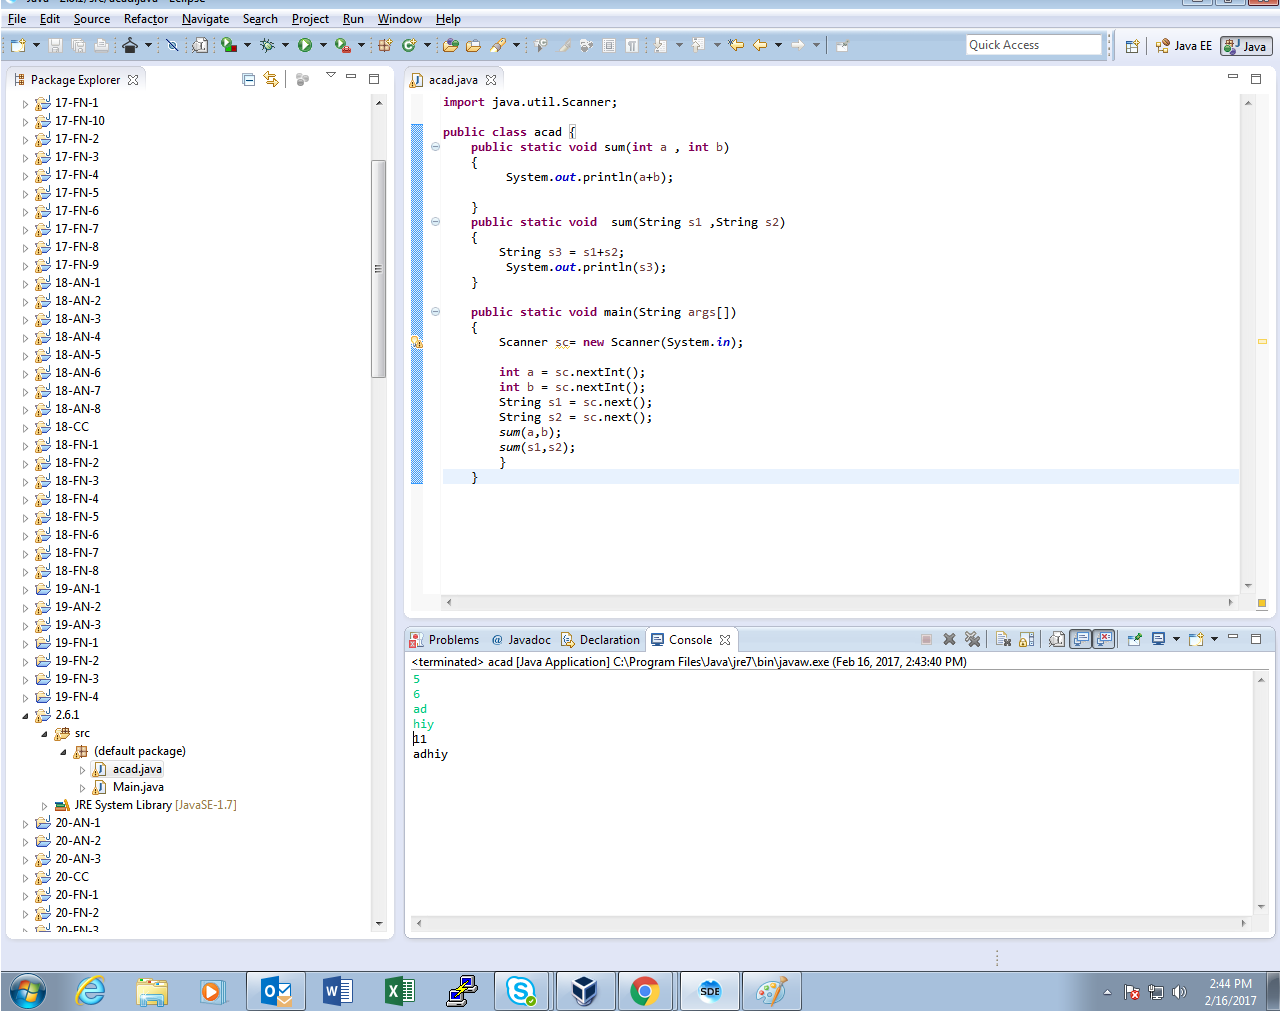 Java - 2.6.1/src/acad.java - Eclipse
File Edit Source Refactor Navigate Search Project Run Window Help
Quick Access
Java EE
Java
Package Explorer
17-FN-1
17-FN-10
17-FN-2
17-FN-3
17-FN-4
17-FN-5
17-FN-6
17-FN-7
17-FN-8
17-FN-9
18-AN-1
18-AN-2
18-AN-3
18-AN-4
18-AN-5
18-AN-6
18-AN-7
18-AN-8
18-CC
18-FN-1
18-FN-2
18-FN-3
18-FN-4
18-FN-5
18-FN-6
18-FN-7
18-FN-8
19-AN-1
19-AN-2
19-AN-3
19-FN-1
19-FN-2
19-FN-3
19-FN-4
2.6.1
src
(default package)
acad.java
Main.java
JRE System Library [JavaSE-1.7]
20-AN-1
20-AN-2
20-AN-3
20-CC
20-FN-1
20-FN-2
20-FN-3
acad.java
import java.util.Scanner;
public class acad {
public static void sum(int a , int b)
{
System.out.println(a+b);
}
public static void  sum(String s1 ,String s2)
{
String s3 = s1+s2;
System.out.println(s3);
}
public static void main(String args[])
{
Scanner sc= new Scanner(System.in);
int a = sc.nextInt();
int b = sc.nextInt();
String s1 = sc.next();
String s2 = sc.next();
sum(a,b);
sum(s1,s2);
}
}
Problems @ Javadoc Declaration Console
<terminated> acad [Java Application] C:\Program Files\Java\jre7\bin\javaw.exe (Feb 16, 2017, 2:43:40 PM)
5
6
ad
hiy
11
adhiy
SDE
2:44 PM
2/16/2017